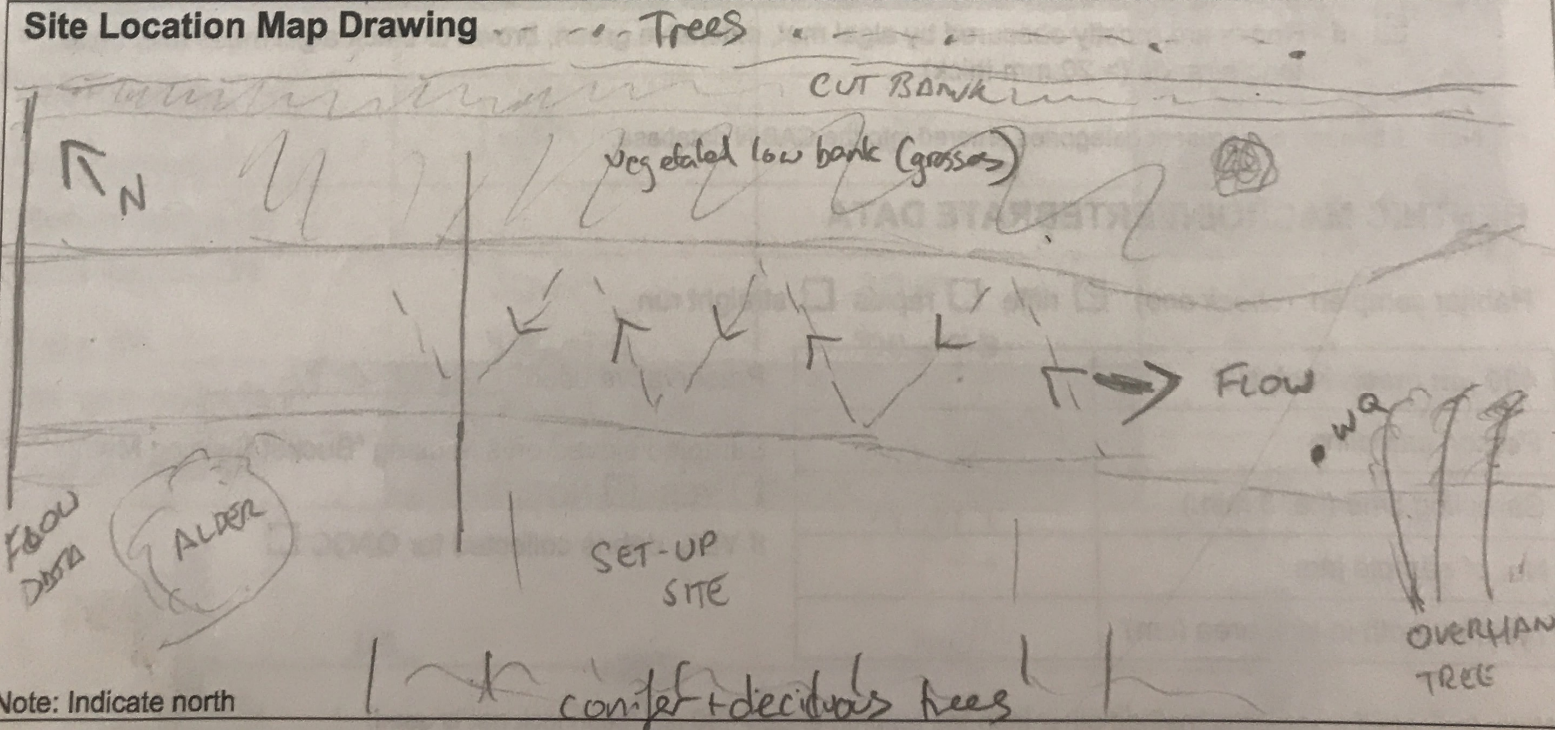 Site Location Map Drawing
Trees
CUT BANK
N
vegetated low bank (grasses)
FLOW
WQ
FLOW
DATA
ALDER
SET-UP
SITE
OVERHAN
TREE
conifer + deciduous trees
Note: Indicate north